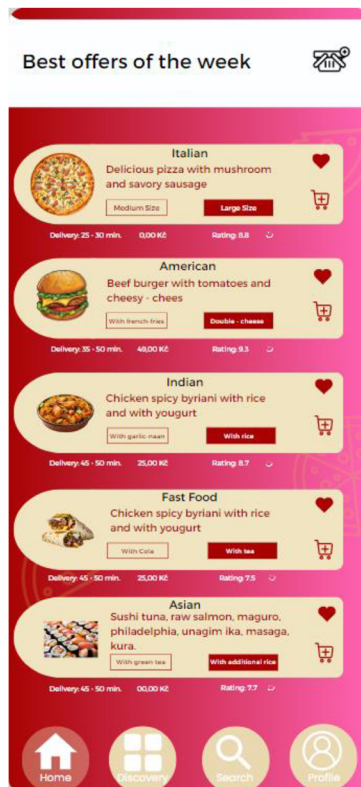 Best offers of the week
Italian
Delicious pizza with mushroom
and savory sausage
Medium Size Large Size
Delivery: 25 - 30 min. 0,00 Kč Rating: 8.8
American
Beef burger with tomatoes and
cheesy - chees
With french-fries Double - cheese
Delivery: 35 - 50 min. 49,00 Kč Rating: 9.3
Indian
Chicken spicy byriani with rice
and with yougurt
With garlic-naan With rice
Delivery: 45 - 50 min. 25,00 Kč Rating: 8.7
Fast Food
Chicken spicy byriani with rice
and with yougurt
With Cola With tea
Delivery: 45 - 50 min. 25,00 Kč Rating: 7.5
Asian
Sushi tuna, raw salmon, maguro,
philadelphia, unagim ika, masaga,
kura.
With green tea With additional rice
Delivery: 45 - 50 min. 00,00 Kč Rating: 7.7
Home Discovery Search Profile